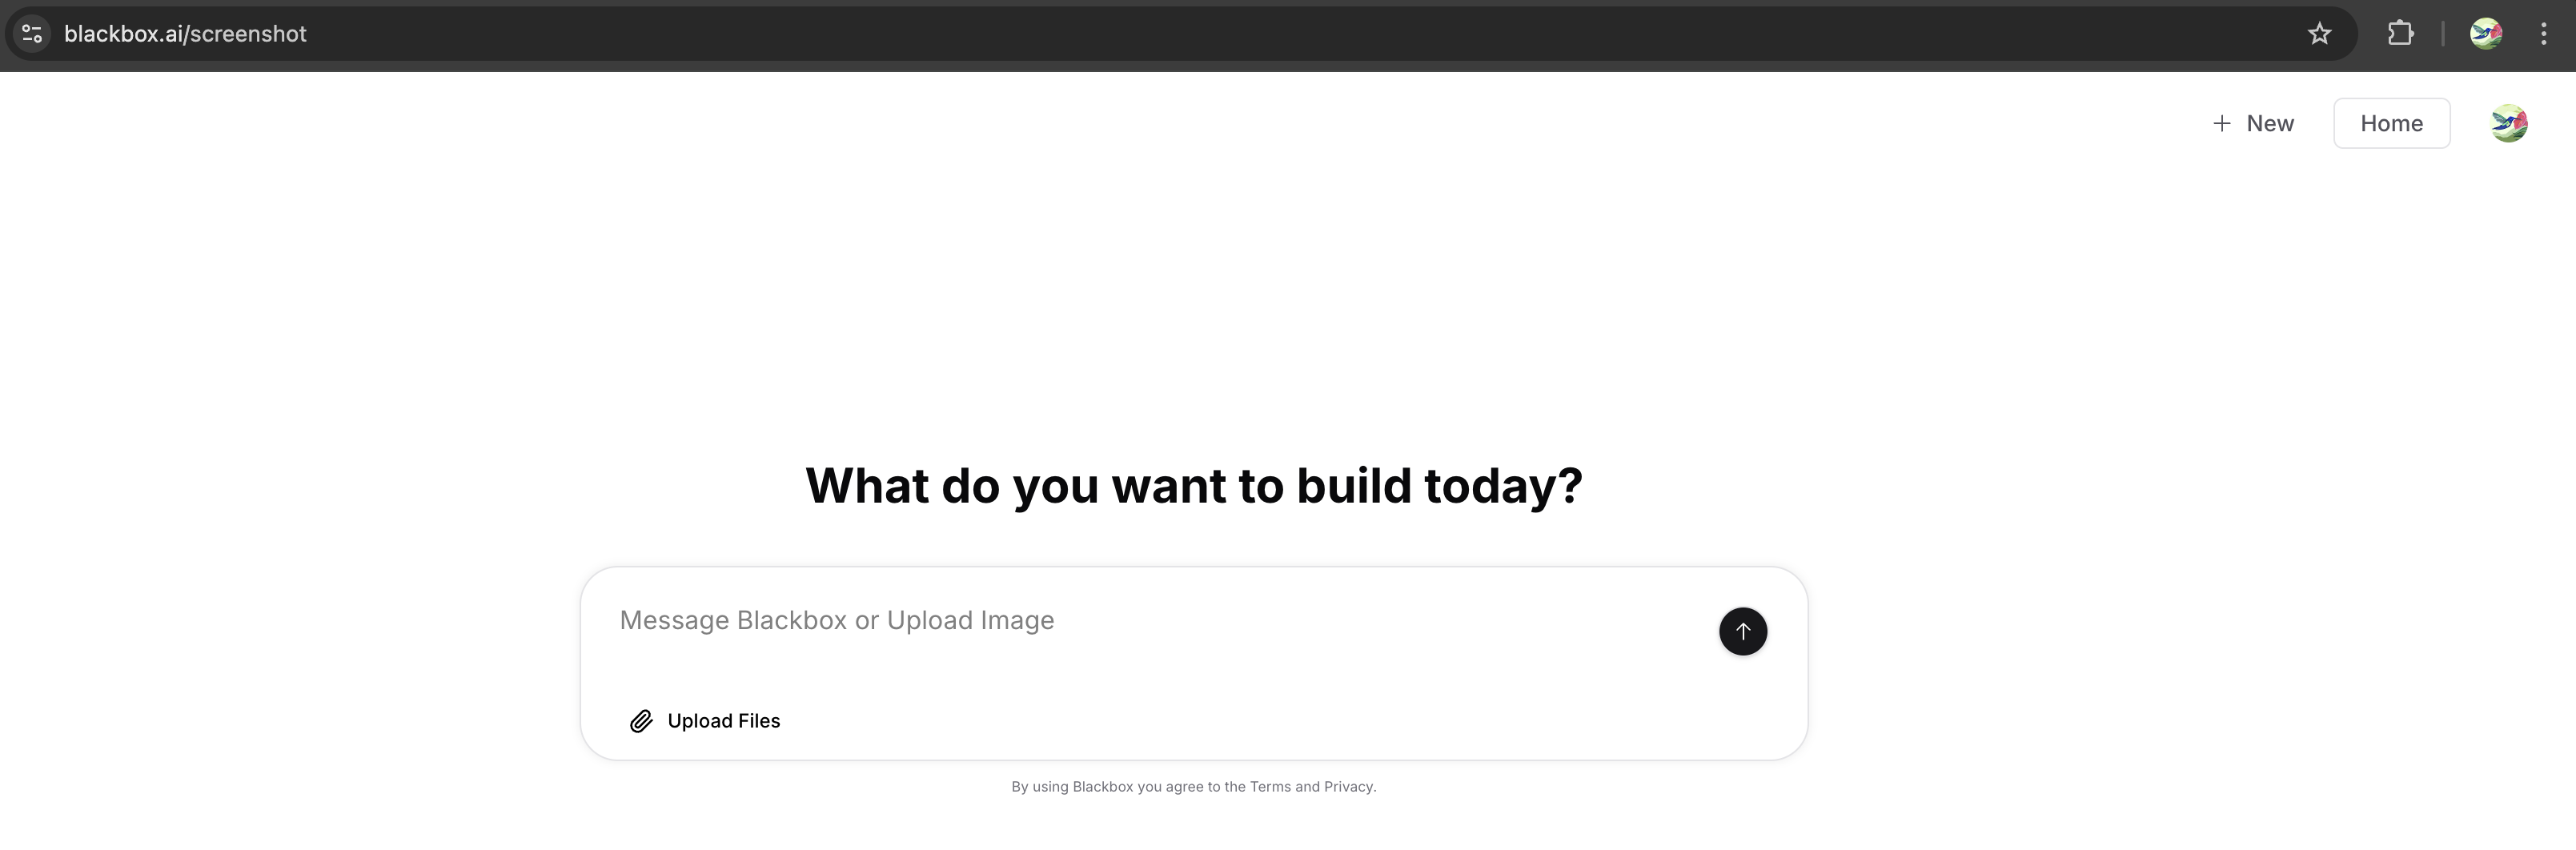 blackbox.ai/screenshot
New
Home
What do you want to build today?
Message Blackbox or Upload Image
Upload Files
By using Blackbox you agree to the Terms and Privacy.